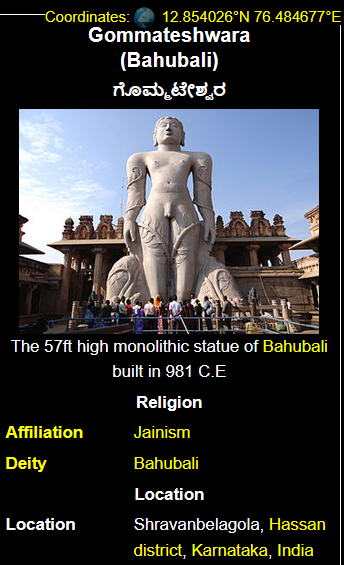 Coordinates: 12.854026°N 76.484677°E
Gommateshwara
(Bahubali)
ಗೊಮ್ಮಟೇಶ್ವರ
The 57ft high monolithic statue of Bahubali
built in 981 C.E
Religion
Affiliation Jainism
Deity Bahubali
Location
Location Shravanbelagola, Hassan
district, Karnataka, India